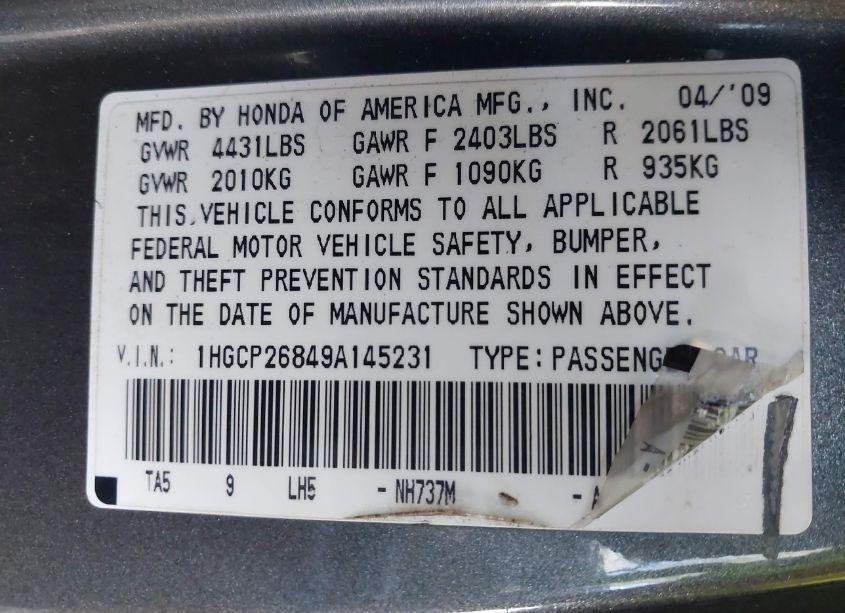 MFD. BY HONDA OF AMERICA MFG., INC. 04/'09
GVWR 4431LBS GAWR F 2403LBS R 2061LBS
GVWR 2010KG GAWR F 1090KG R 935KG
THIS VEHICLE CONFORMS TO ALL APPLICABLE
FEDERAL MOTOR VEHICLE SAFETY, BUMPER,
AND THEFT PREVENTION STANDARDS IN EFFECT
ON THE DATE OF MANUFACTURE SHOWN ABOVE.
V.I.N.: 1HGCP26849A145231 TYPE: PASSENG CAR
TA5 9 LH5 - NH737M - A